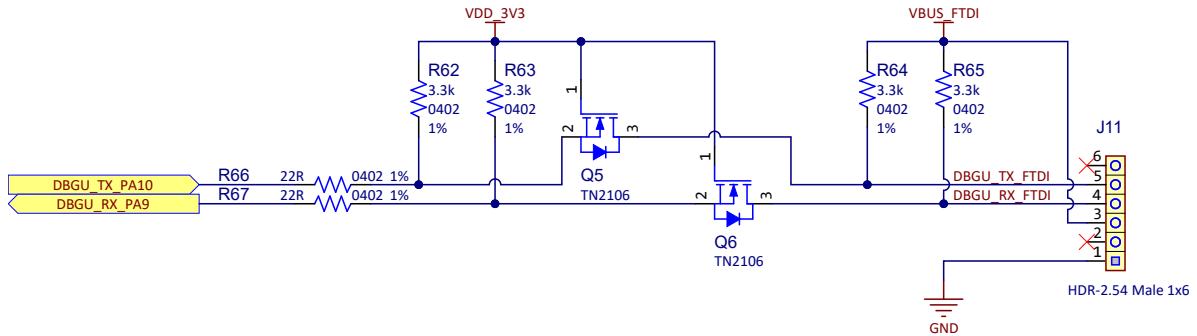 VDD_3V3
VBUS_FTDI
R62
3.3k
0402
1%
R63
3.3k
0402
1%
1
2
3
Q5
TN2106
R64
3.3k
0402
1%
R65
3.3k
0402
1%
J11
6
5
4
3
2
1
DBGU_TX_PA10
R66
22R
0402 1%
DBGU_TX_FTDI
DBGU_RX_PA9
R67
22R
0402 1%
DBGU_RX_FTDI
1
2
3
Q6
TN2106
HDR-2.54 Male 1x6
GND